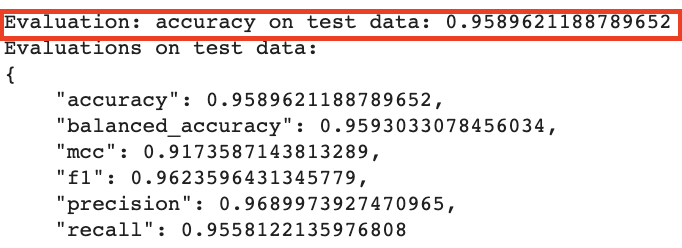 Evaluation: accuracy on test data: 0.9589621188789652
Evaluations on test data:
{
    "accuracy": 0.9589621188789652,
    "balanced_accuracy": 0.9593033078456034,
    "mcc": 0.9173587143813289,
    "f1": 0.9623596431345779,
    "precision": 0.9689973927470965,
    "recall": 0.9558122135976808